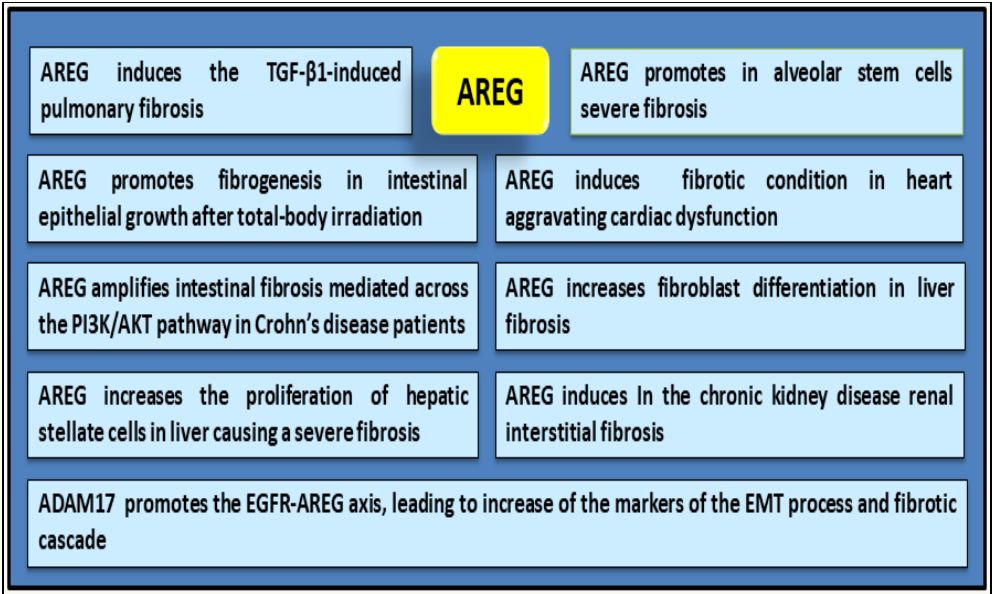 AREG induces the TGF-β1-induced
pulmonary fibrosis
AREG
AREG promotes in alveolar stem cells
severe fibrosis
AREG promotes fibrogenesis in intestinal
epithelial growth after total-body irradiation
AREG induces fibrotic condition in heart
aggravating cardiac dysfunction
AREG amplifies intestinal fibrosis mediated across
the PI3K/AKT pathway in Crohn’s disease patients
AREG increases fibroblast differentiation in liver
fibrosis
AREG increases the proliferation of hepatic
stellate cells in liver causing a severe fibrosis
AREG induces In the chronic kidney disease renal
interstitial fibrosis
ADAM17 promotes the EGFR-AREG axis, leading to increase of the markers of the EMT process and fibrotic
cascade